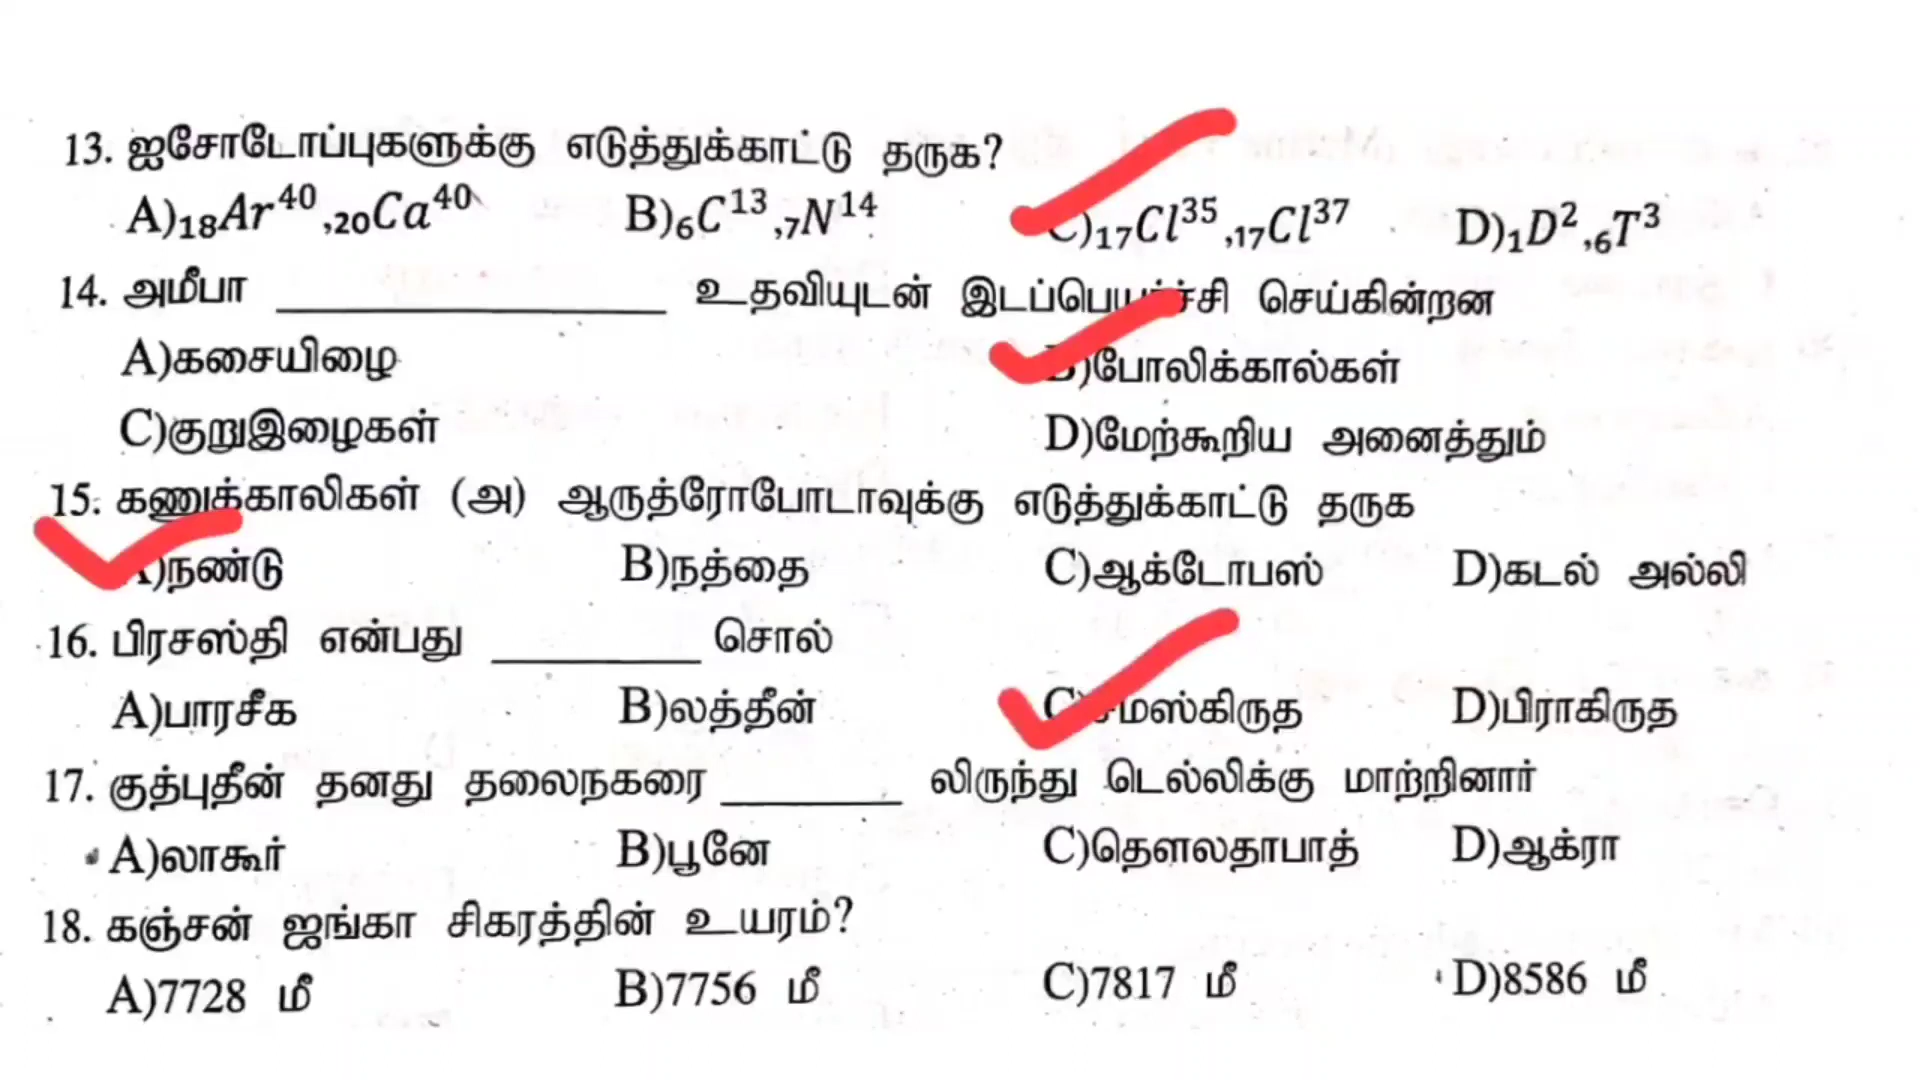 13. ஐசோடோப்புகளுக்கு எடுத்துக்காட்டு தருக?
A)₁₈Ar⁴⁰,₂₀Ca⁴⁰ B)₆C¹³,₇N¹⁴ C)₁₇Cl³⁵,₁₇Cl³⁷ D)₁D²,₆T³
14. அமீபா ____________ உதவியுடன் இடப்பெயர்ச்சி செய்கின்றன
A)கசையிழை B)போலிக்கால்கள்
C)குறுஇழைகள் D)மேற்கூறிய அனைத்தும்
15. கணுக்காலிகள் (அ) ஆருத்ரோபோடாவுக்கு எடுத்துக்காட்டு தருக
A)நண்டு B)நத்தை C)ஆக்டோபஸ் D)கடல் அல்லி
16. பிரசஸ்தி என்பது _______ சொல்
A)பாரசீக B)லத்தீன் C)சமஸ்கிருத D)பிராகிருத
17. குத்புதீன் தனது தலைநகரை ______ லிருந்து டெல்லிக்கு மாற்றினார்
A)லாகூர் B)பூனே C)தௌலதாபாத் D)ஆக்ரா
18. கஞ்சன் ஜங்கா சிகரத்தின் உயரம்?
A)7728 மீ B)7756 மீ C)7817 மீ D)8586 மீ